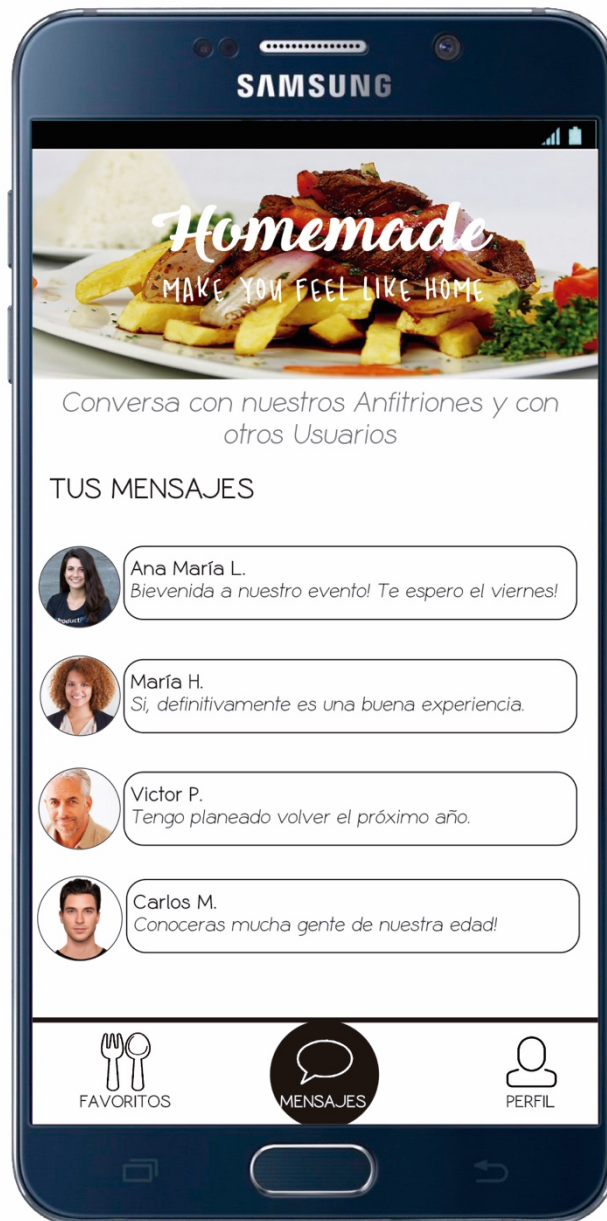 SAMSUNG
Homemade
MAKE YOU FEEL LIKE HOME
Conversa con nuestros Anfitriones y con
otros Usuarios
TUS MENSAJES
Ana María L.
Bievenida a nuestro evento! Te espero el viernes!
María H.
Si, definitivamente es una buena experiencia.
Victor P.
Tengo planeado volver el próximo año.
Carlos M.
Conoceras mucha gente de nuestra edad!
FAVORITOS
MENSAJES
PERFIL